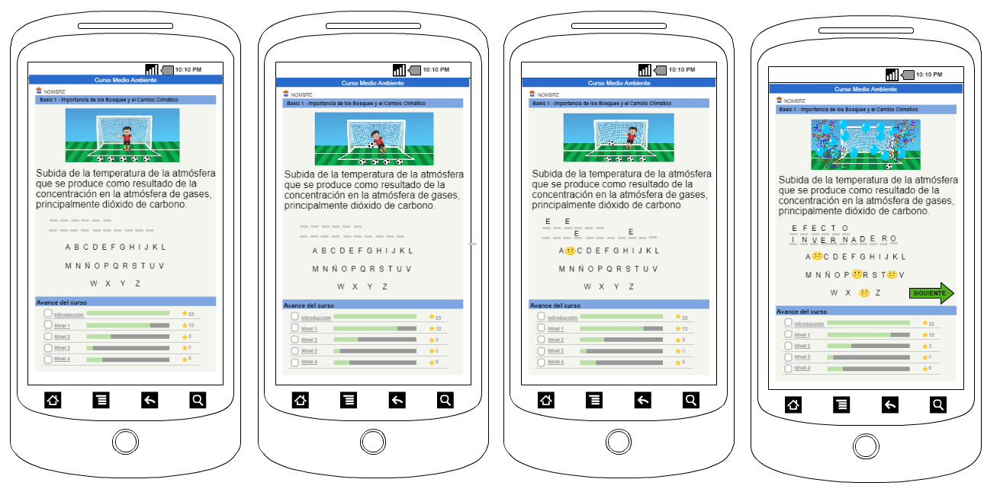 10:10 PM
Curso Medio Ambiente
NOMBRE
Basic 1 - Importancia de los Bosques y el Cambio Climático
Subida de la temperatura de la atmósfera
que se produce como resultado de la
concentración en la atmósfera de gases,
principalmente dióxido de carbono.
A B C D E F G H I J K L
M N Ñ O P Q R S T U V
W X Y Z
Avance del curso
Introducción 23
Nivel 1 12
Nivel 2 3
Nivel 3 0
Nivel 4 6
10:10 PM
Curso Medio Ambiente
NOMBRE
Basic 1 - Importancia de los Bosques y el Cambio Climático
Subida de la temperatura de la atmósfera
que se produce como resultado de la
concentración en la atmósfera de gases,
principalmente dióxido de carbono.
A B C D E F G H I J K L
M N Ñ O P Q R S T U V
W X Y Z
Avance del curso
Introducción 23
Nivel 1 12
Nivel 2 3
Nivel 3 0
Nivel 4 6
10:10 PM
Curso Medio Ambiente
NOMBRE
Basic 1 - Importancia de los Bosques y el Cambio Climático
Subida de la temperatura de la atmósfera
que se produce como resultado de la
concentración en la atmósfera de gases,
principalmente dióxido de carbono.
E E
E E
A C D E F G H I J K L
M N Ñ O P Q R S T U V
W X Y Z
Avance del curso
Introducción 23
Nivel 1 12
Nivel 2 3
Nivel 3 0
Nivel 4 6
10:10 PM
Curso Medio Ambiente
NOMBRE
Basic 1 - Importancia de los Bosques y el Cambio Climático
Subida de la temperatura de la atmósfera
que se produce como resultado de la
concentración en la atmósfera de gases,
principalmente dióxido de carbono.
E F E C T O
I N V E R N A D E R O
A C D E F G H I J K L
M N Ñ O P R S T V
W X Z
SIGUIENTE
Avance del curso
Introducción 23
Nivel 1 12
Nivel 2 3
Nivel 3 0
Nivel 4 6